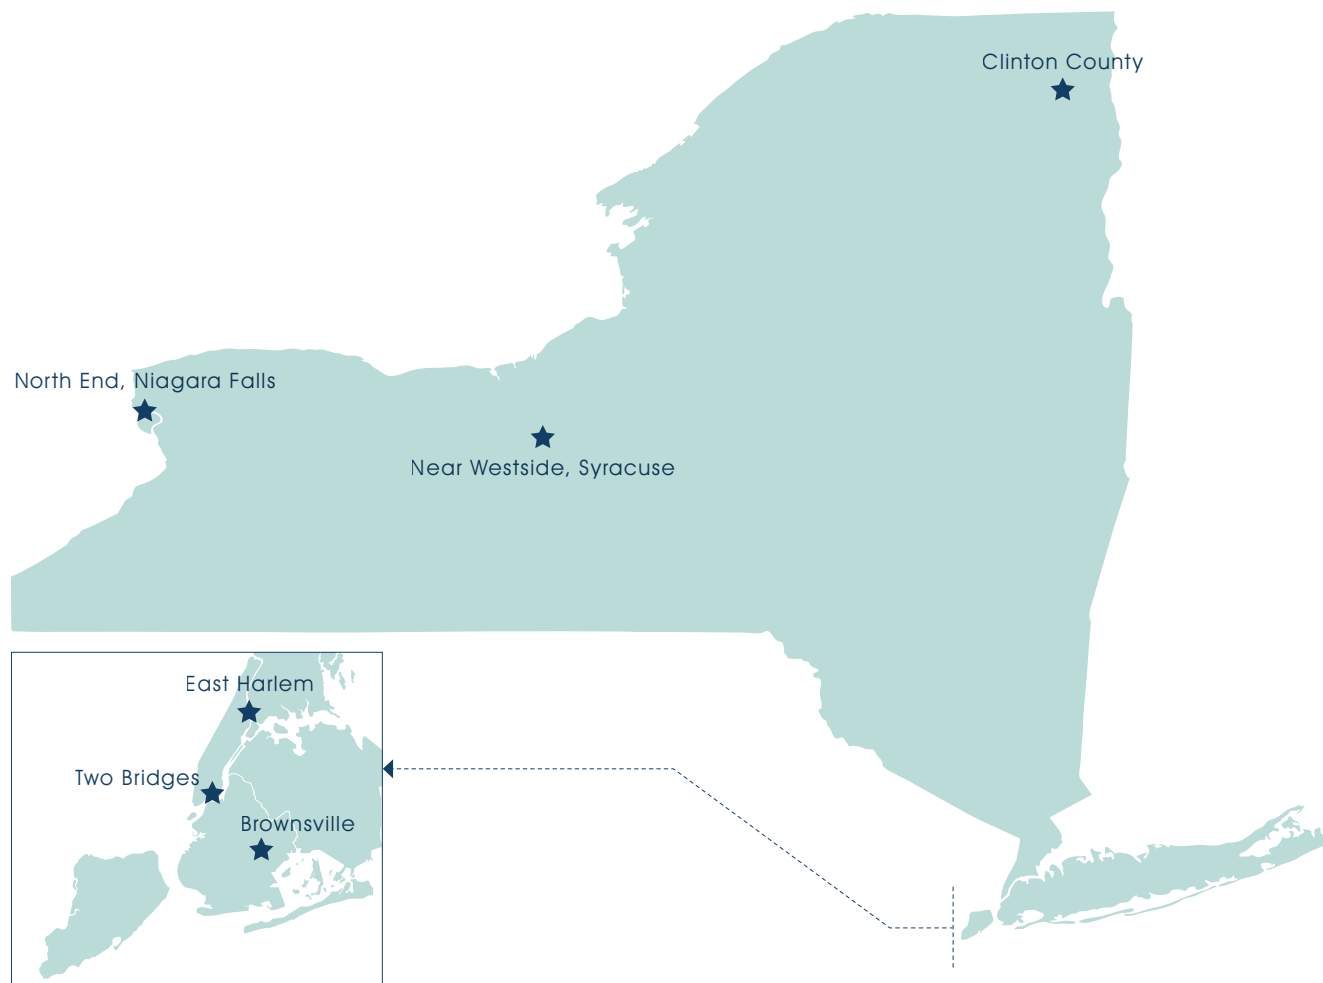 Clinton County
North End, Niagara Falls
Near Westside, Syracuse
East Harlem
Two Bridges
Brownsville